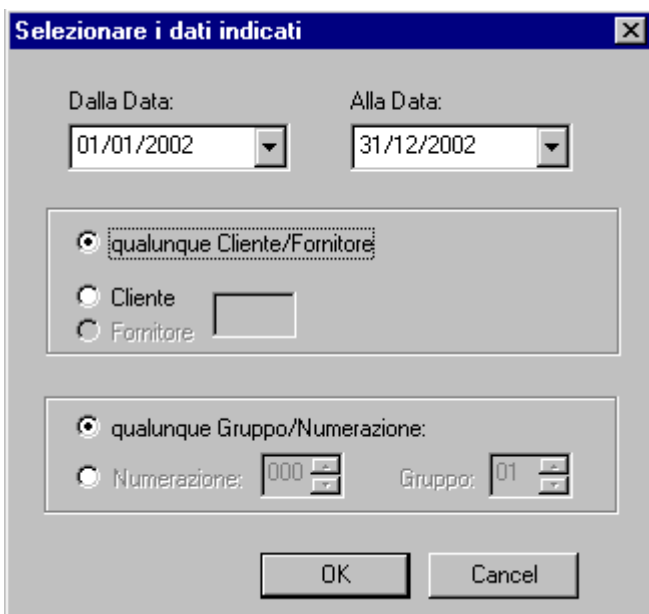 Selezionare i dati indicati
Dalla Data: Alla Data:
01/01/2002 31/12/2002
qualunque Cliente/Fornitore
Cliente
Fornitore
qualunque Gruppo/Numerazione:
Numerazione: 000 Gruppo: 01
OK Cancel